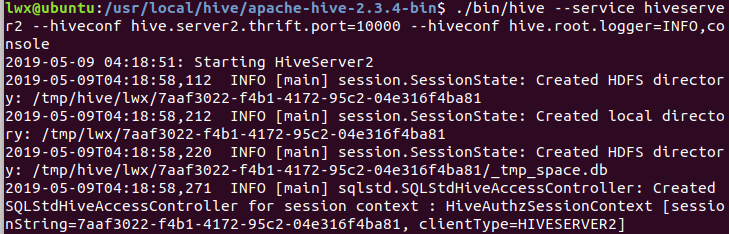 lwx@ubuntu:/usr/local/hive/apache-hive-2.3.4-bin$ ./bin/hive --service hiveserve
r2 --hiveconf hive.server2.thrift.port=10000 --hiveconf hive.root.logger=INFO,co
nsole
2019-05-09 04:18:51: Starting HiveServer2
2019-05-09T04:18:58,112  INFO [main] session.SessionState: Created HDFS director
y: /tmp/hive/lwx/7aaf3022-f4b1-4172-95c2-04e316f4ba81
2019-05-09T04:18:58,212  INFO [main] session.SessionState: Created local directo
ry: /tmp/lwx/7aaf3022-f4b1-4172-95c2-04e316f4ba81
2019-05-09T04:18:58,220  INFO [main] session.SessionState: Created HDFS director
y: /tmp/hive/lwx/7aaf3022-f4b1-4172-95c2-04e316f4ba81/_tmp_space.db
2019-05-09T04:18:58,271  INFO [main] sqlstd.SQLStdHiveAccessController: Created
SQLStdHiveAccessController for session context : HiveAuthzSessionContext [sessio
nString=7aaf3022-f4b1-4172-95c2-04e316f4ba81, clientType=HIVESERVER2]